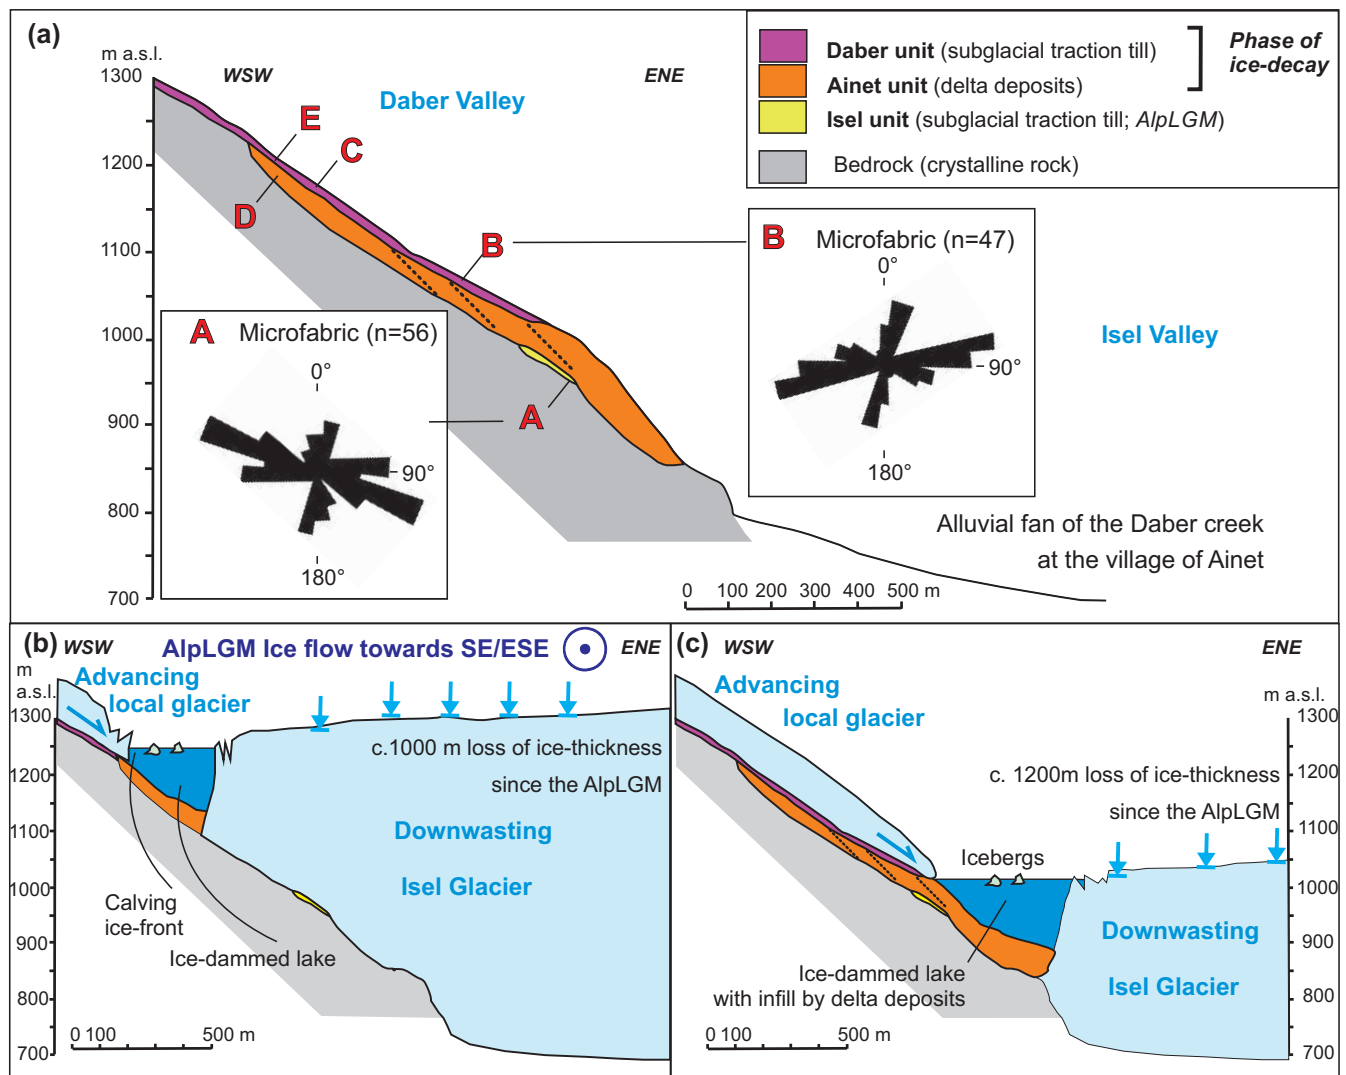 (a)
m a.s.l.
1300
1200
1100
1000
900
800
700
WSW
ENE
Daber Valley
E
C
D
B
A
Isel Valley
Daber unit (subglacial traction till)
Ainet unit (delta deposits)
Isel unit (subglacial traction till; AlpLGM)
Bedrock (crystalline rock)
Phase of
ice-decay
A Microfabric (n=56)
0°
90°
180°
B Microfabric (n=47)
0°
90°
180°
Alluvial fan of the Daber creek
at the village of Ainet
0 100 200 300 400 500 m
(b) WSW
AlpLGM Ice flow towards SE/ESE
ENE
m
a.s.l.
1300
1200
1100
1000
900
800
700
Advancing
local glacier
c.1000 m loss of ice-thickness
since the AlpLGM
Downwasting
Isel Glacier
Calving
ice-front
Ice-dammed lake
0 100 500 m
(c) WSW
ENE
Advancing
local glacier
m a.s.l.
1300
1200
1100
1000
900
800
700
c. 1200m loss of ice-thickness
since the AlpLGM
Icebergs
Downwasting
Isel Glacier
Ice-dammed lake
with infill by delta deposits
0 100 500 m